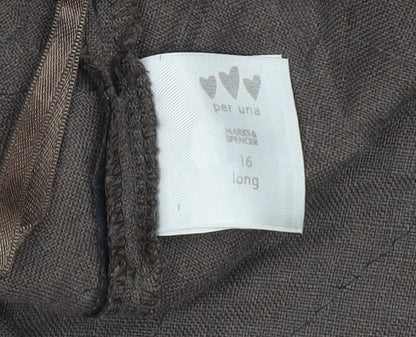 per una
MARKS &
SPENCER
16
long